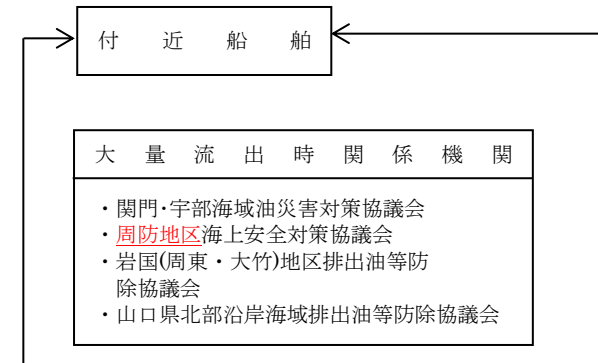 付近船舶
大量流出時関係機関
・関門・宇部海域油災害対策協議会
・周防地区海上安全対策協議会
・岩国(周東・大竹)地区排出油等防
除協議会
・山口県北部沿岸海域排出油等防除協議会